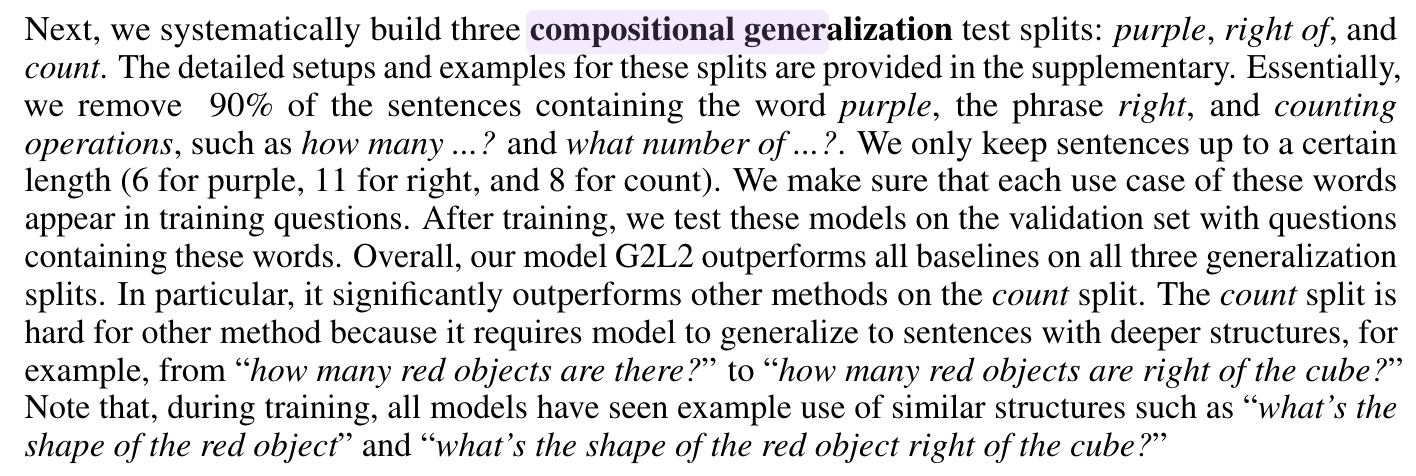 Next, we systematically build three compositional generalization test splits: purple, right of, and
count. The detailed setups and examples for these splits are provided in the supplementary. Essentially,
we remove 90% of the sentences containing the word purple, the phrase right, and counting
operations, such as how many ...? and what number of ...?. We only keep sentences up to a certain
length (6 for purple, 11 for right, and 8 for count). We make sure that each use case of these words
appear in training questions. After training, we test these models on the validation set with questions
containing these words. Overall, our model G2L2 outperforms all baselines on all three generalization
splits. In particular, it significantly outperforms other methods on the count split. The count split is
hard for other method because it requires model to generalize to sentences with deeper structures, for
example, from “how many red objects are there?” to “how many red objects are right of the cube?”
Note that, during training, all models have seen example use of similar structures such as “what’s the
shape of the red object” and “what’s the shape of the red object right of the cube?”